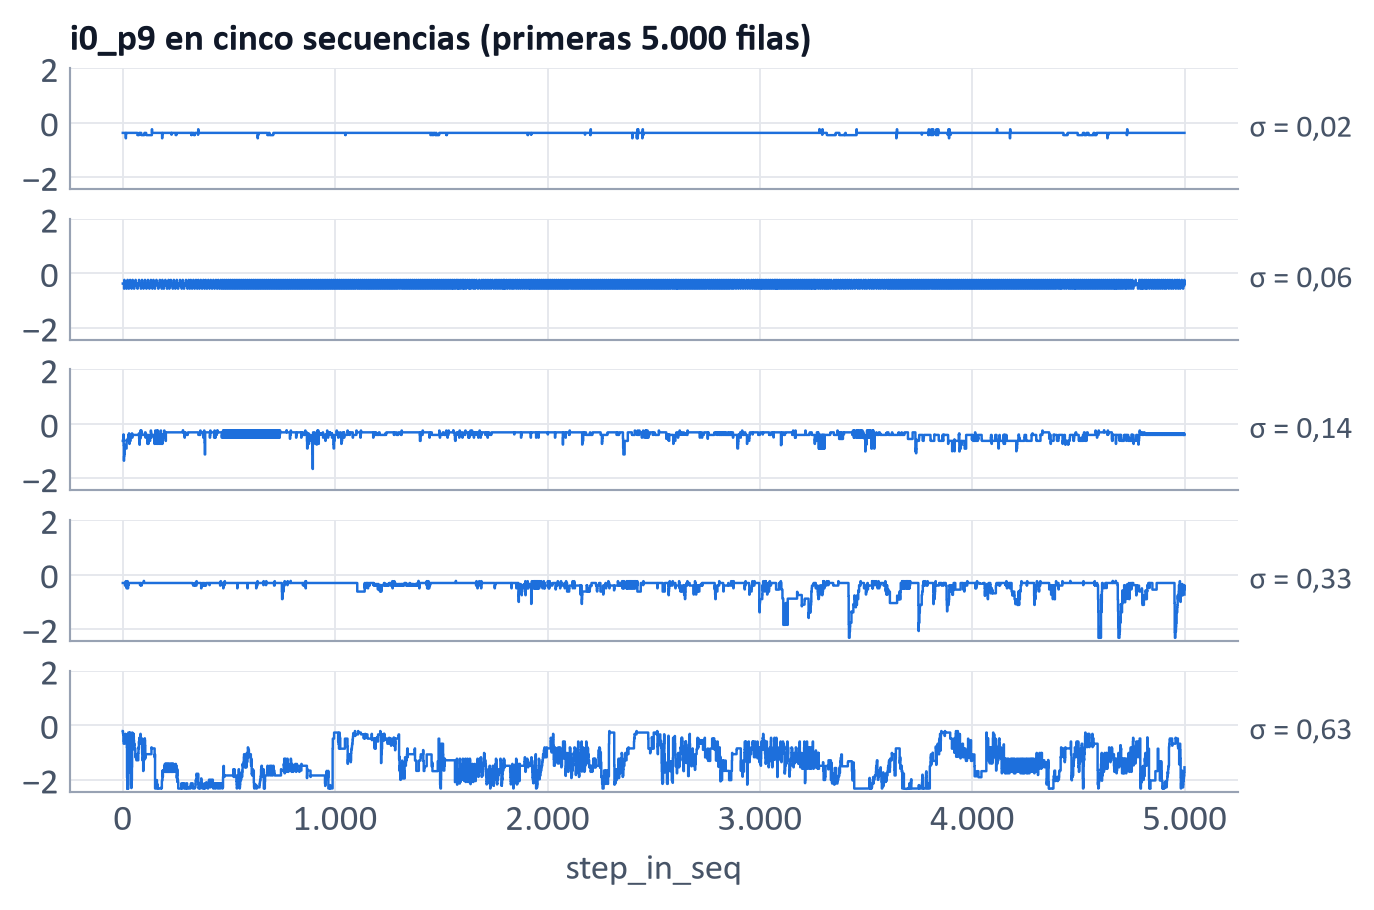 i0_p9 en cinco secuencias (primeras 5.000 filas)
2
0
−2
σ = 0,02
2
0
−2
σ = 0,06
2
0
−2
σ = 0,14
2
0
−2
σ = 0,33
2
0
−2
σ = 0,63
0 1.000 2.000 3.000 4.000 5.000
step_in_seq